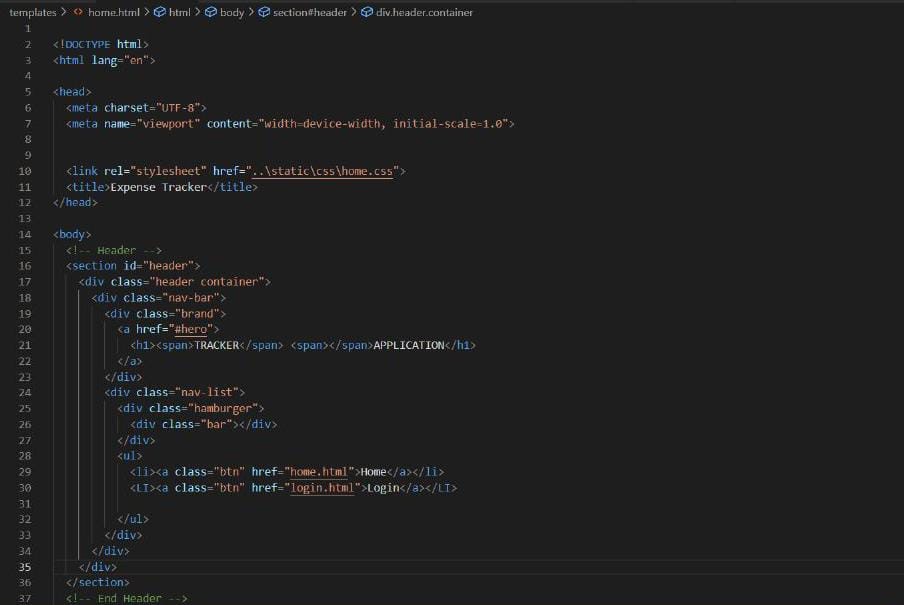 templates > home.html > html > body > section#header > div.header.container
1
2 <!DOCTYPE html>
3 <html lang="en">
4
5 <head>
6 <meta charset="UTF-8">
7 <meta name="viewport" content="width=device-width, initial-scale=1.0">
8
9
10 <link rel="stylesheet" href="..\static\css\home.css">
11 <title>Expense Tracker</title>
12 </head>
13
14 <body>
15 <!-- Header -->
16 <section id="header">
17 <div class="header container">
18 <div class="nav-bar">
19 <div class="brand">
20 <a href="#hero">
21 <h1><span>TRACKER</span> <span></span>APPLICATION</h1>
22 </a>
23 </div>
24 <div class="nav-list">
25 <div class="hamburger">
26 <div class="bar"></div>
27 </div>
28 <ul>
29 <li><a class="btn" href="home.html">Home</a></li>
30 <LI><a class="btn" href="login.html">Login</a></LI>
31
32 </ul>
33 </div>
34 </div>
35 </div>
36 </section>
37 <!-- End Header -->